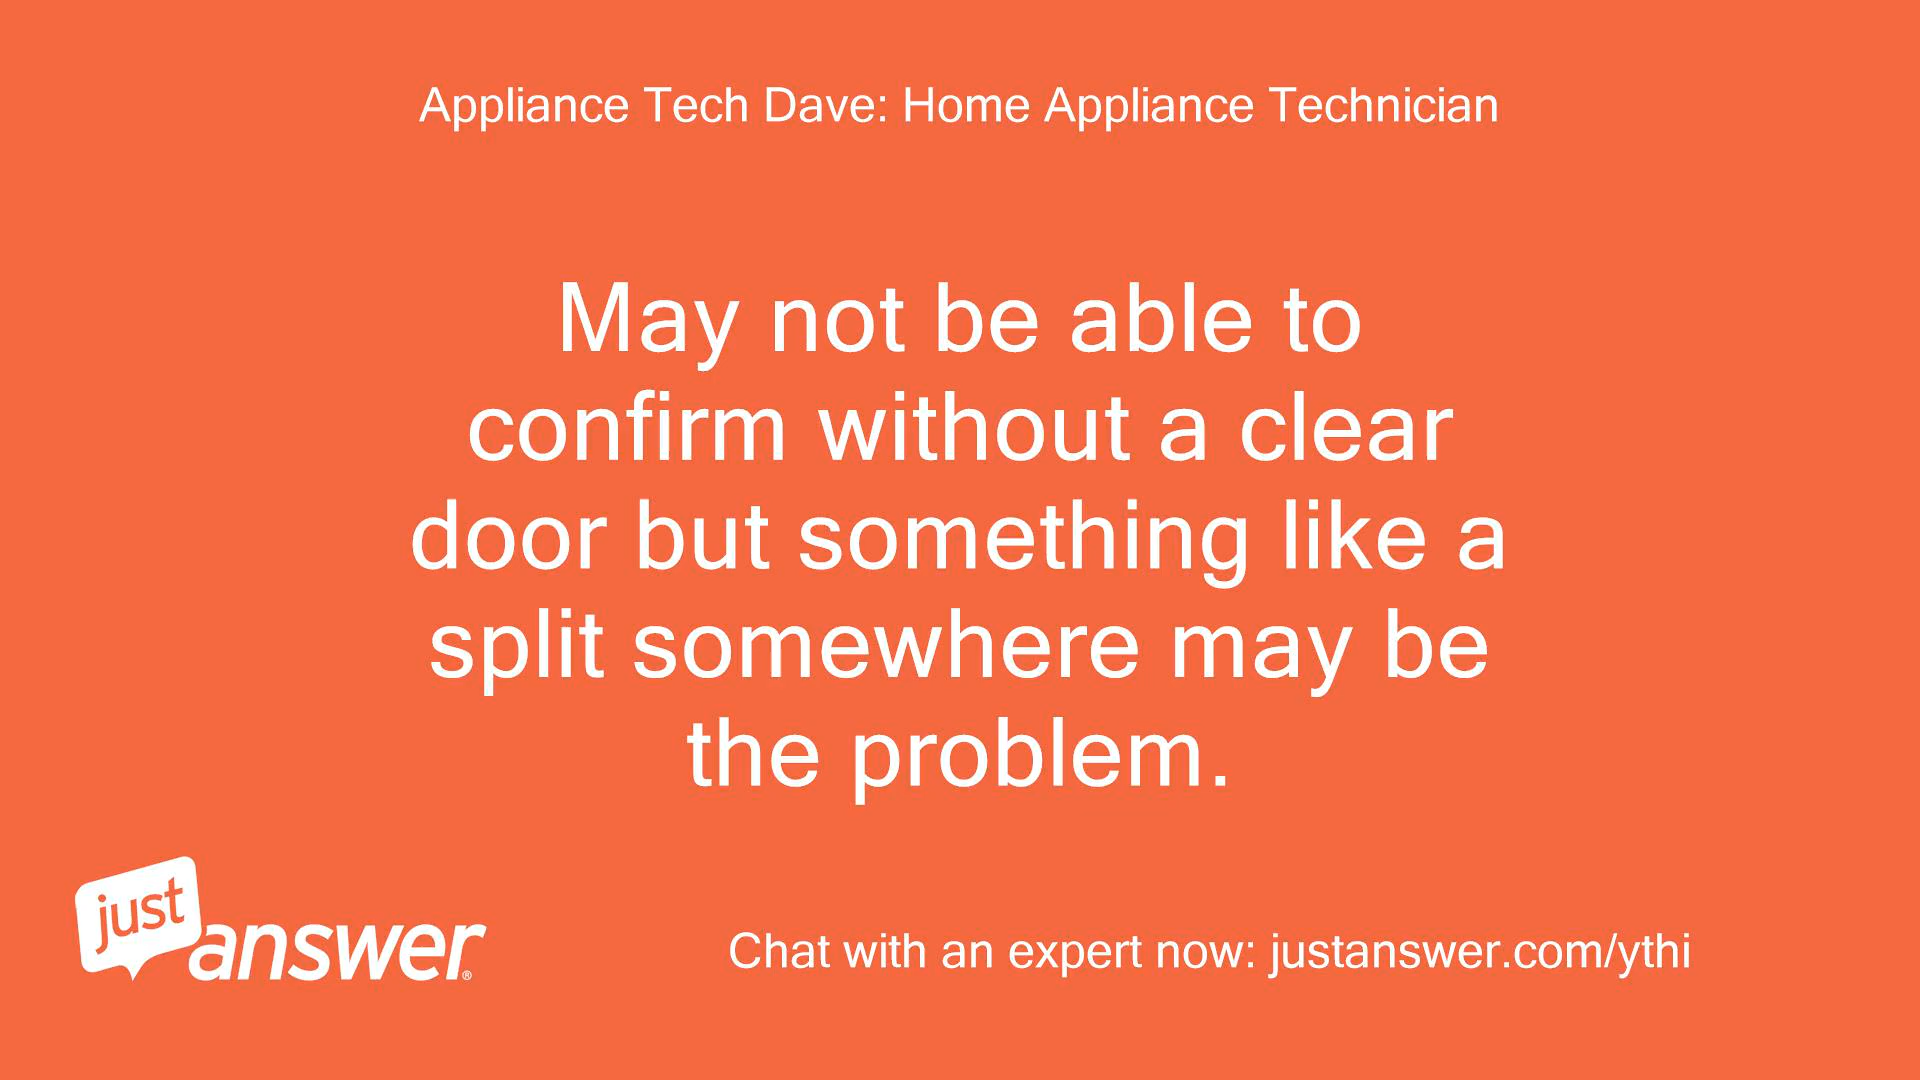 Appliance Tech Dave: Home Appliance Technician
May not be able to
confirm without a clear
door but something like a
split somewhere may be
the problem.
just
answer®
Chat with an expert now: justanswer.com/ythi